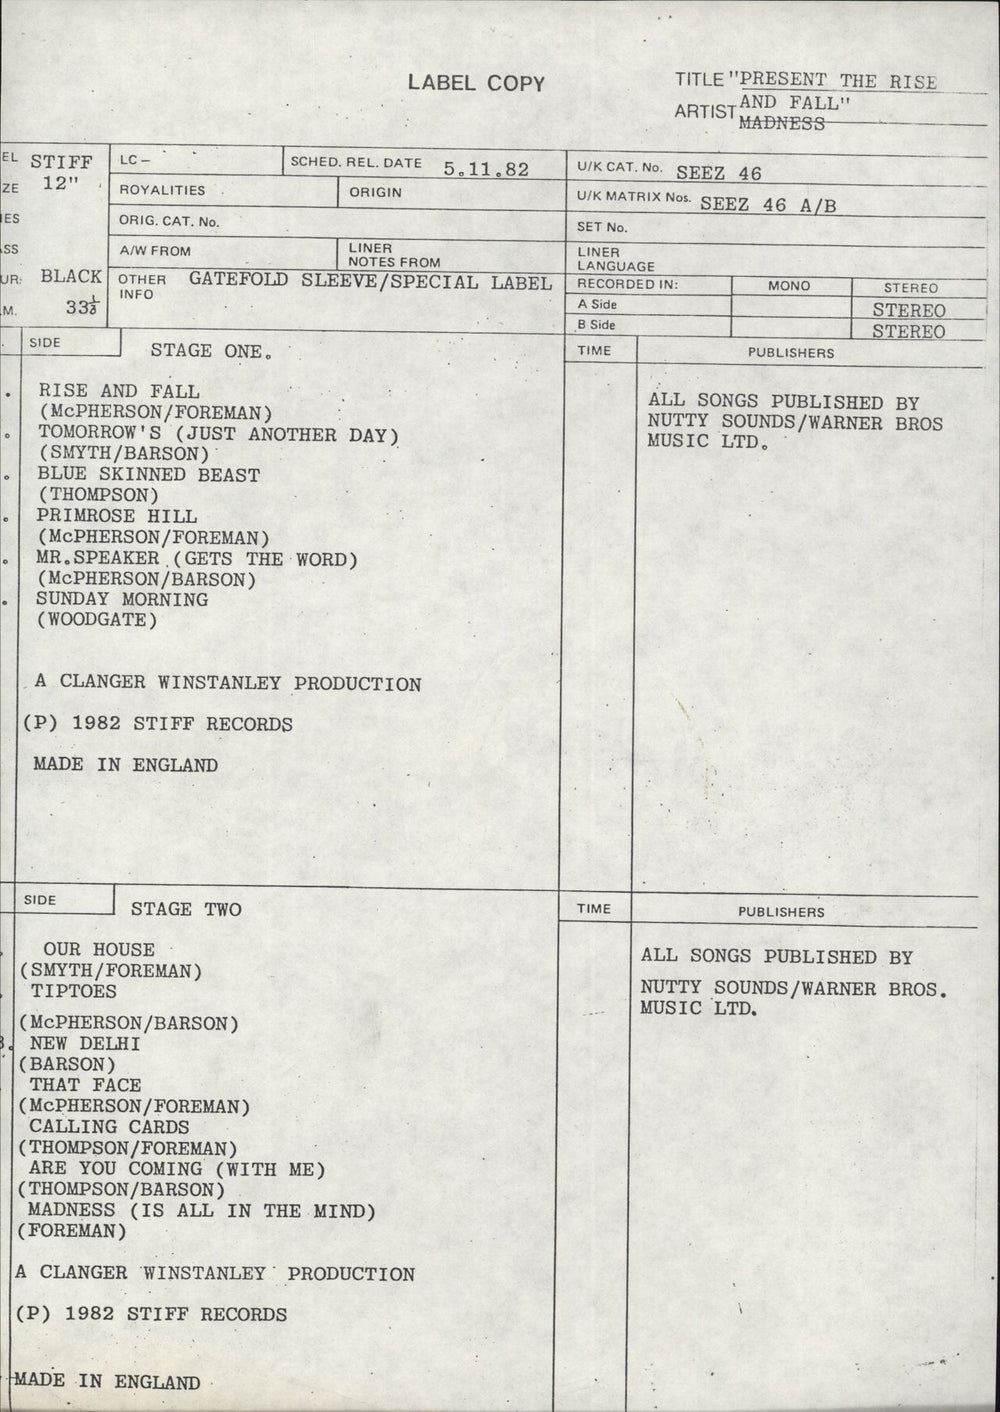 LABEL COPY
TITLE "PRESENT THE RISE
AND FALL"
ARTIST MADNESS
EL STIFF
ZE 12"
IES
ASS
UR: BLACK
.M. 33⅓
LC –
SCHED. REL. DATE 5.11.82
U/K CAT. No. SEEZ 46
ROYALITIES
ORIGIN
U/K MATRIX Nos. SEEZ 46 A/B
ORIG. CAT. No.
SET No.
A/W FROM
LINER
NOTES FROM
LINER
LANGUAGE
OTHER
INFO
GATEFOLD SLEEVE/SPECIAL LABEL
RECORDED IN: MONO STEREO
A Side STEREO
B Side STEREO
SIDE STAGE ONE.
TIME PUBLISHERS
RISE AND FALL
(McPHERSON/FOREMAN)
TOMORROW'S (JUST ANOTHER DAY)
(SMYTH/BARSON)
BLUE SKINNED BEAST
(THOMPSON)
PRIMROSE HILL
(McPHERSON/FOREMAN)
MR.SPEAKER (GETS THE WORD)
(McPHERSON/BARSON)
SUNDAY MORNING
(WOODGATE)
A CLANGER WINSTANLEY PRODUCTION
(P) 1982 STIFF RECORDS
MADE IN ENGLAND
ALL SONGS PUBLISHED BY
NUTTY SOUNDS/WARNER BROS
MUSIC LTD.
SIDE STAGE TWO
TIME PUBLISHERS
OUR HOUSE
(SMYTH/FOREMAN)
TIPTOES
(McPHERSON/BARSON)
3. NEW DELHI
(BARSON)
THAT FACE
(McPHERSON/FOREMAN)
CALLING CARDS
(THOMPSON/FOREMAN)
ARE YOU COMING (WITH ME)
(THOMPSON/BARSON)
MADNESS (IS ALL IN THE MIND)
(FOREMAN)
A CLANGER WINSTANLEY PRODUCTION
(P) 1982 STIFF RECORDS
MADE IN ENGLAND
ALL SONGS PUBLISHED BY
NUTTY SOUNDS/WARNER BROS.
MUSIC LTD.